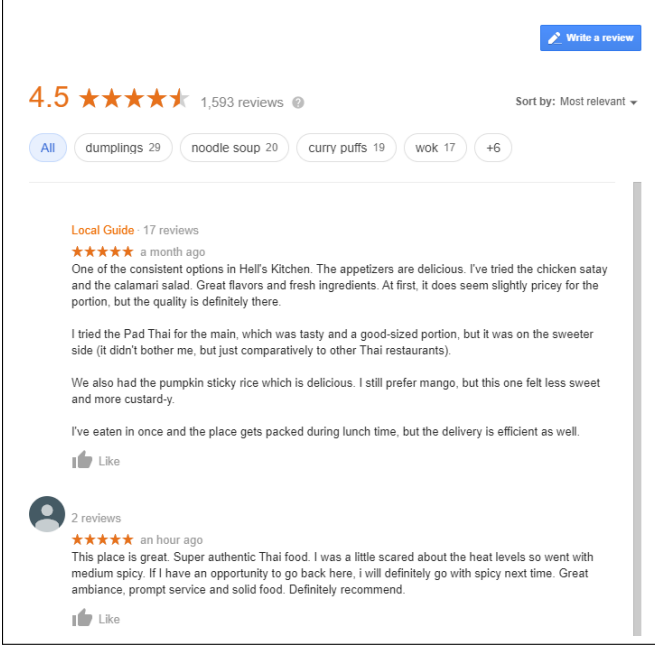 Write a review
4.5 1,593 reviews
Sort by: Most relevant
All dumplings 29 noodle soup 20 curry puffs 19 wok 17 +6
Local Guide · 17 reviews
a month ago
One of the consistent options in Hell's Kitchen. The appetizers are delicious. I've tried the chicken satay
and the calamari salad. Great flavors and fresh ingredients. At first, it does seem slightly pricey for the
portion, but the quality is definitely there.
I tried the Pad Thai for the main, which was tasty and a good-sized portion, but it was on the sweeter
side (it didn't bother me, but just comparatively to other Thai restaurants).
We also had the pumpkin sticky rice which is delicious. I still prefer mango, but this one felt less sweet
and more custard-y.
I've eaten in once and the place gets packed during lunch time, but the delivery is efficient as well.
Like
2 reviews
an hour ago
This place is great. Super authentic Thai food. I was a little scared about the heat levels so went with
medium spicy. If I have an opportunity to go back here, i will definitely go with spicy next time. Great
ambiance, prompt service and solid food. Definitely recommend.
Like